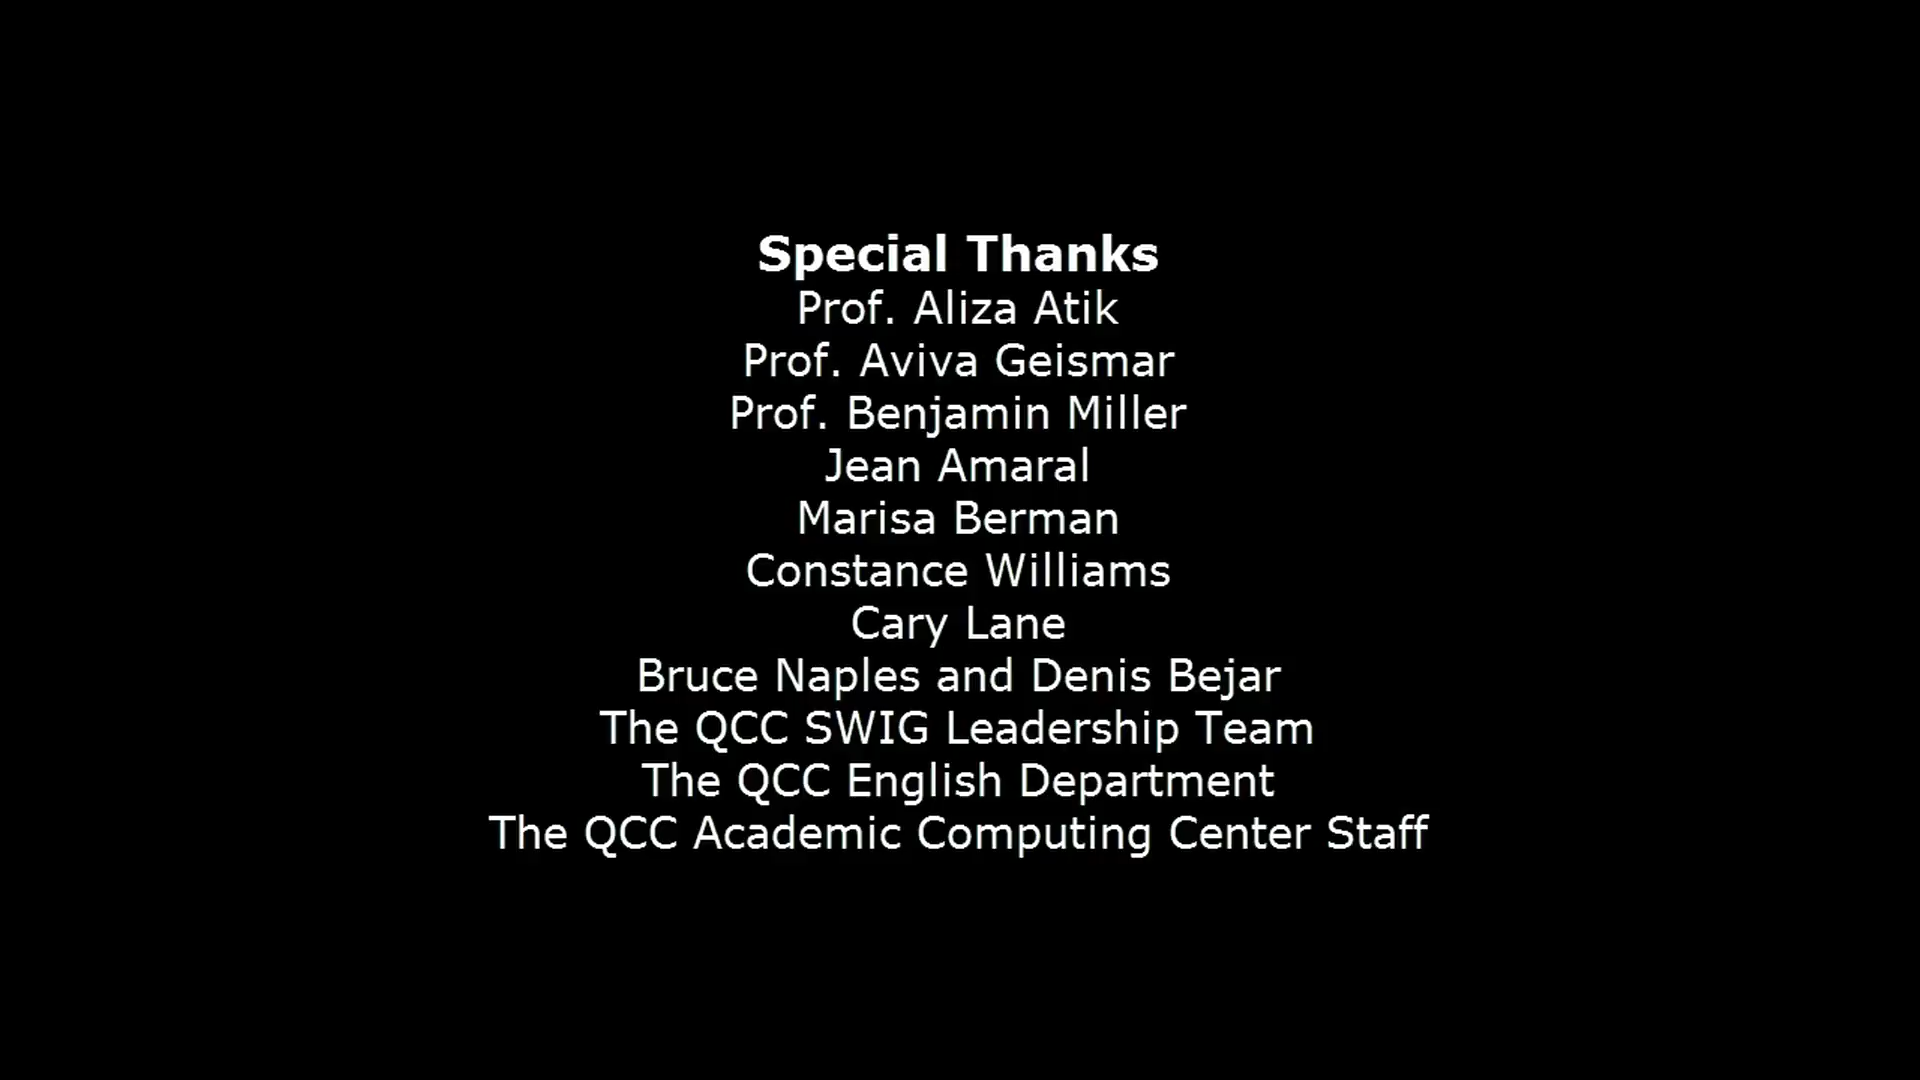 Special Thanks
Prof. Aliza Atik
Prof. Aviva Geismar
Prof. Benjamin Miller
Jean Amaral
Marisa Berman
Constance Williams
Cary Lane
Bruce Naples and Denis Bejar
The QCC SWIG Leadership Team
The QCC English Department
The QCC Academic Computing Center Staff